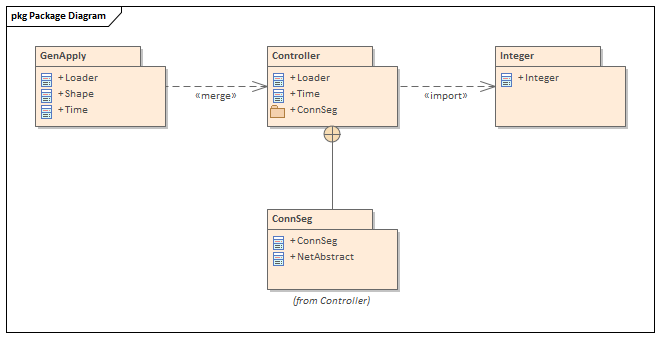 pkg Package Diagram
GenApply
+ Loader
+ Shape
+ Time
«merge»
Controller
+ Loader
+ Time
+ ConnSeg
«import»
Integer
+ Integer
ConnSeg
+ ConnSeg
+ NetAbstract
(from Controller)